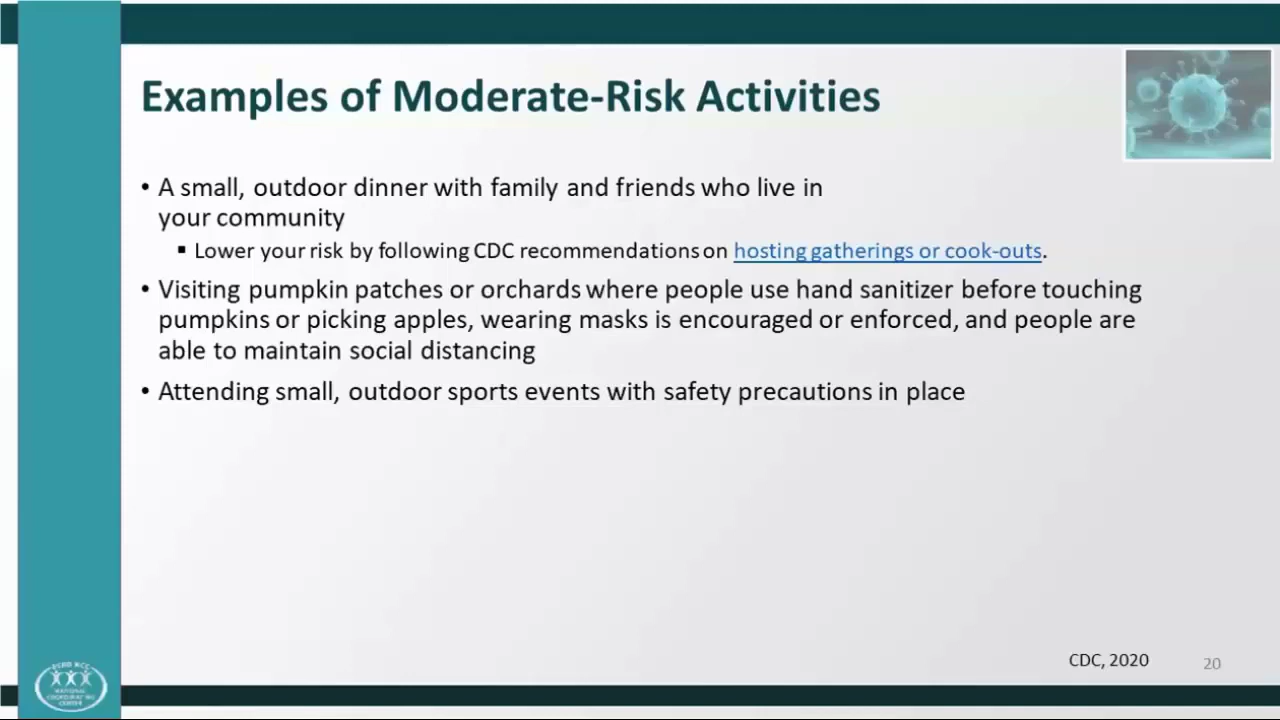 Examples of Moderate-Risk Activities
• A small, outdoor dinner with family and friends who live in
your community
▪ Lower your risk by following CDC recommendations on hosting gatherings or cook-outs.
• Visiting pumpkin patches or orchards where people use hand sanitizer before touching
pumpkins or picking apples, wearing masks is encouraged or enforced, and people are
able to maintain social distancing
• Attending small, outdoor sports events with safety precautions in place
CDC, 2020
20
NATIONAL
COORDINATING
CENTER